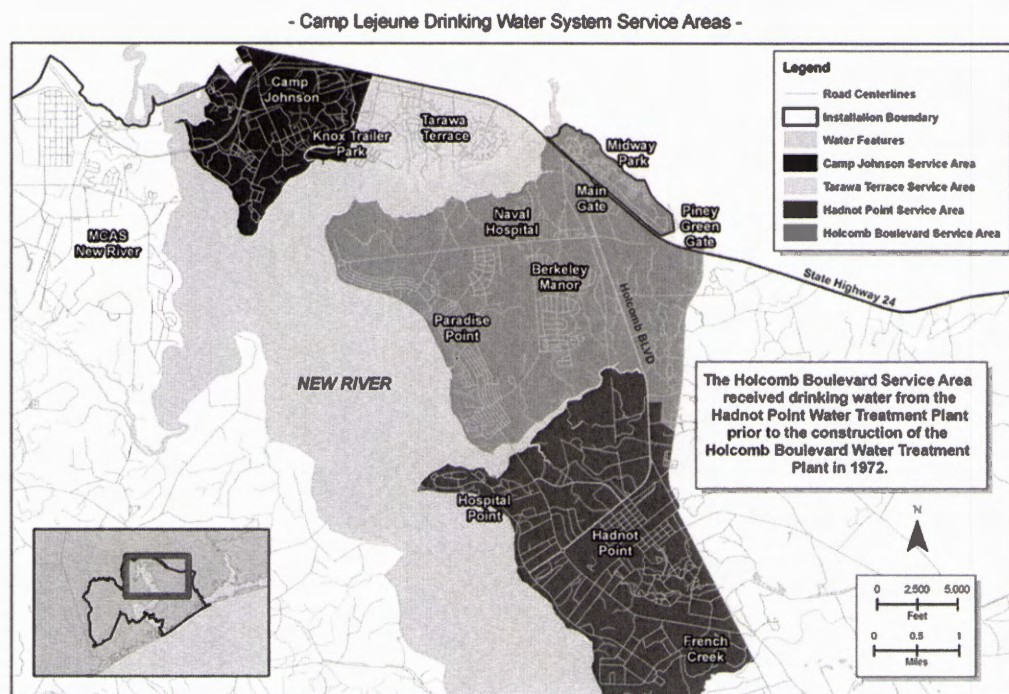 - Camp Lejeune Drinking Water System Service Areas -
Camp
Johnson
Knox Trailer
Park
Tarawa
Terrace
Midway
Park
Main
Gate
Naval
Hospital
Piney
Green
Gate
MCAS
New River
Berkeley
Manor
Holcomb BLVD
State Highway 24
Paradise
Point
NEW RIVER
Hospital
Point
Hadnot
Point
French
Creek
Legend
Road Centerlines
Installation Boundary
Water Features
Camp Johnson Service Area
Tarawa Terrace Service Area
Hadnot Point Service Area
Holcomb Boulevard Service Area
The Holcomb Boulevard Service Area
received drinking water from the
Hadnot Point Water Treatment Plant
prior to the construction of the
Holcomb Boulevard Water Treatment
Plant in 1972.
N
0 2,500 5,000
Feet
0 0.5 1
Miles